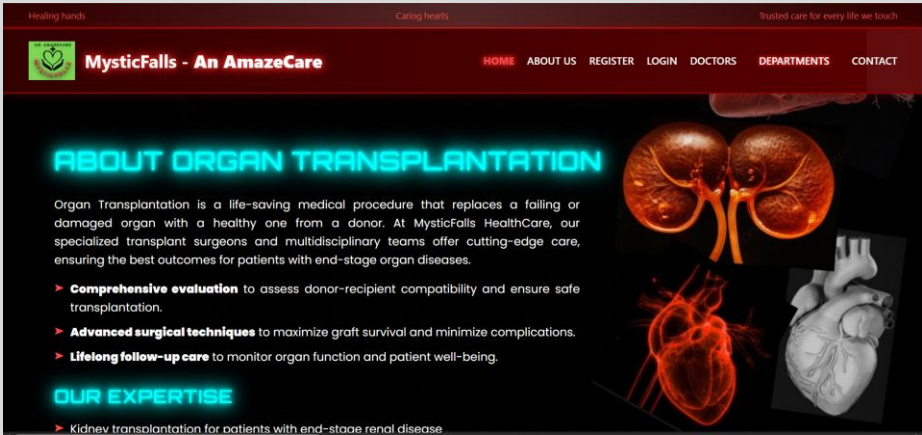 Healing hands
Caring hearts
Trusted care for every life we touch
AN AMAZECARE
MYSTICFALLS
MysticFalls - An AmazeCare
HOME ABOUT US REGISTER LOGIN DOCTORS DEPARTMENTS CONTACT
ABOUT ORGAN TRANSPLANTATION
Organ Transplantation is a life-saving medical procedure that replaces a failing or
damaged organ with a healthy one from a donor. At MysticFalls HealthCare, our
specialized transplant surgeons and multidisciplinary teams offer cutting-edge care,
ensuring the best outcomes for patients with end-stage organ diseases.
➤ Comprehensive evaluation to assess donor-recipient compatibility and ensure safe
transplantation.
➤ Advanced surgical techniques to maximize graft survival and minimize complications.
➤ Lifelong follow-up care to monitor organ function and patient well-being.
OUR EXPERTISE
➤ Kidney transplantation for patients with end-stage renal disease